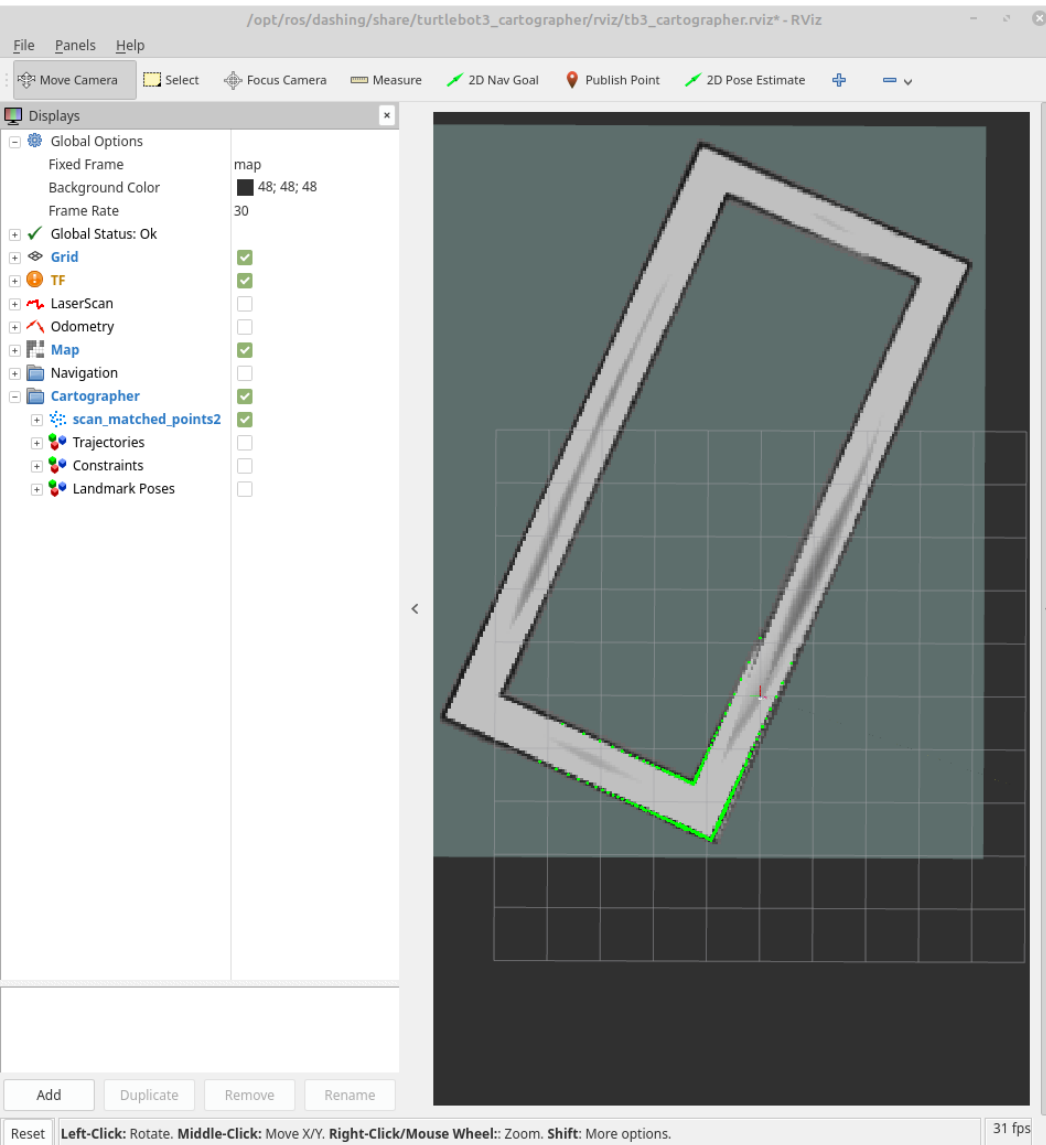 /opt/ros/dashing/share/turtlebot3_cartographer/rviz/tb3_cartographer.rviz* - RViz
File Panels Help
Move Camera Select Focus Camera Measure 2D Nav Goal Publish Point 2D Pose Estimate
Displays
Global Options
Fixed Frame map
Background Color 48; 48; 48
Frame Rate 30
Global Status: Ok
Grid
TF
LaserScan
Odometry
Map
Navigation
Cartographer
scan_matched_points2
Trajectories
Constraints
Landmark Poses
Add Duplicate Remove Rename
Reset Left-Click: Rotate. Middle-Click: Move X/Y. Right-Click/Mouse Wheel:: Zoom. Shift: More options. 31 fps